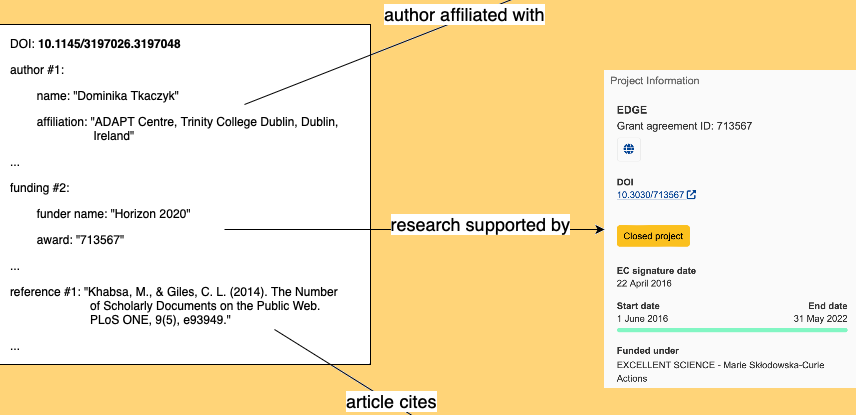 author affiliated with
DOI: 10.1145/3197026.3197048
author #1:
name: "Dominika Tkaczyk"
affiliation: "ADAPT Centre, Trinity College Dublin, Dublin,
Ireland"
...
funding #2:
funder name: "Horizon 2020"
award: "713567"
...
reference #1: "Khabsa, M., & Giles, C. L. (2014). The Number
of Scholarly Documents on the Public Web.
PLoS ONE, 9(5), e93949."
...
research supported by
article cites
Project Information
EDGE
Grant agreement ID: 713567
DOI
10.3030/713567
Closed project
EC signature date
22 April 2016
Start date End date
1 June 2016 31 May 2022
Funded under
EXCELLENT SCIENCE - Marie Skłodowska-Curie
Actions